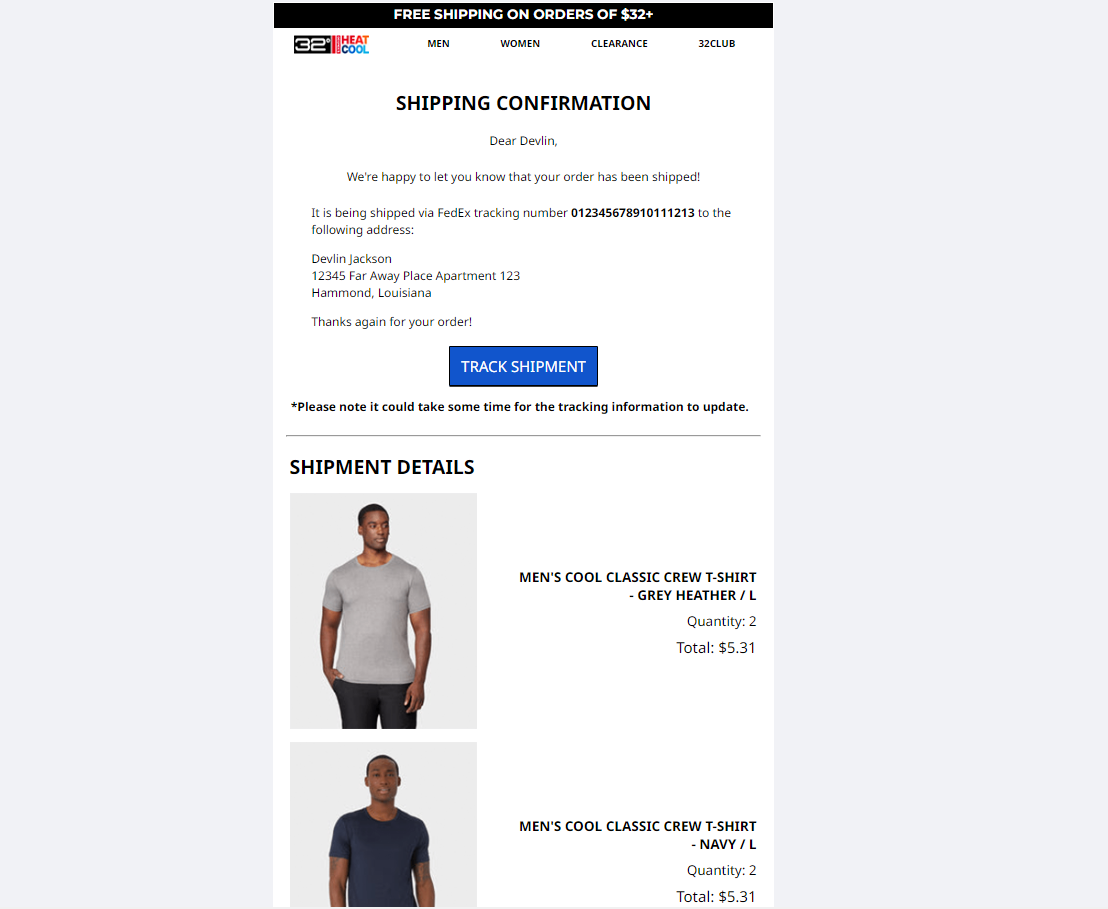 FREE SHIPPING ON ORDERS OF $32+
32° HEAT COOL
MEN WOMEN CLEARANCE 32CLUB
SHIPPING CONFIRMATION
Dear Devlin,
We're happy to let you know that your order has been shipped!
It is being shipped via FedEx tracking number 012345678910111213 to the
following address:
Devlin Jackson
12345 Far Away Place Apartment 123
Hammond, Louisiana
Thanks again for your order!
TRACK SHIPMENT
*Please note it could take some time for the tracking information to update.
SHIPMENT DETAILS
MEN'S COOL CLASSIC CREW T-SHIRT
- GREY HEATHER / L
Quantity: 2
Total: $5.31
MEN'S COOL CLASSIC CREW T-SHIRT
- NAVY / L
Quantity: 2
Total: $5.31